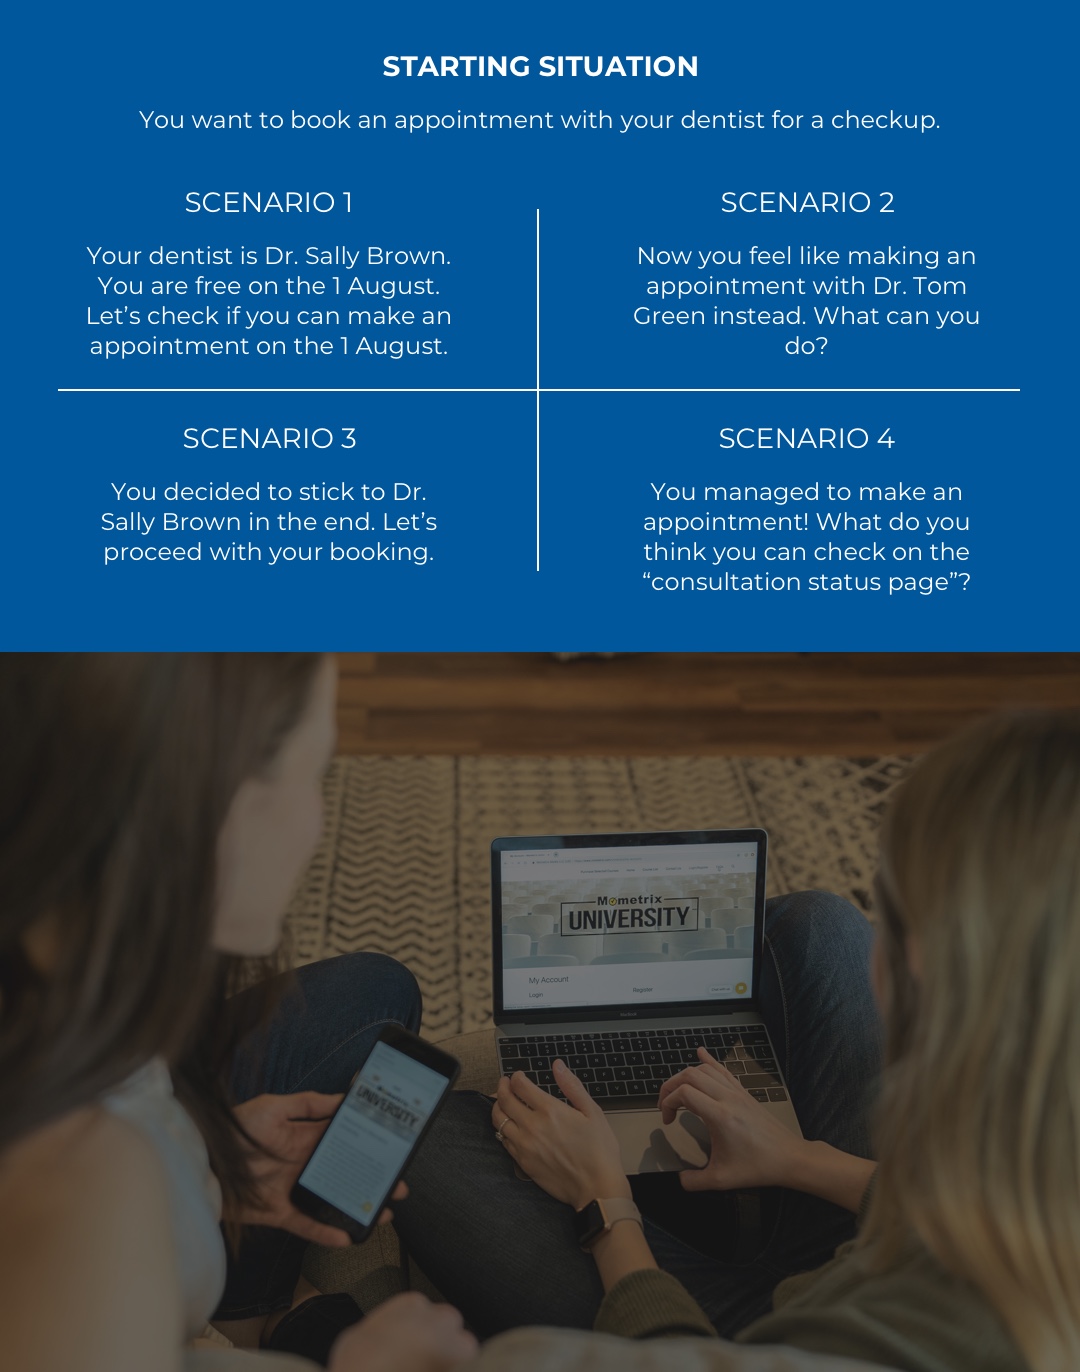 STARTING SITUATION
You want to book an appointment with your dentist for a checkup.
SCENARIO 1
Your dentist is Dr. Sally Brown.
You are free on the 1 August.
Let’s check if you can make an
appointment on the 1 August.
SCENARIO 2
Now you feel like making an
appointment with Dr. Tom
Green instead. What can you
do?
SCENARIO 3
You decided to stick to Dr.
Sally Brown in the end. Let’s
proceed with your booking.
SCENARIO 4
You managed to make an
appointment! What do you
think you can check on the
“consultation status page”?
Mometrix
UNIVERSITY
My Account
Login
Register
Mometrix
UNIVERSITY